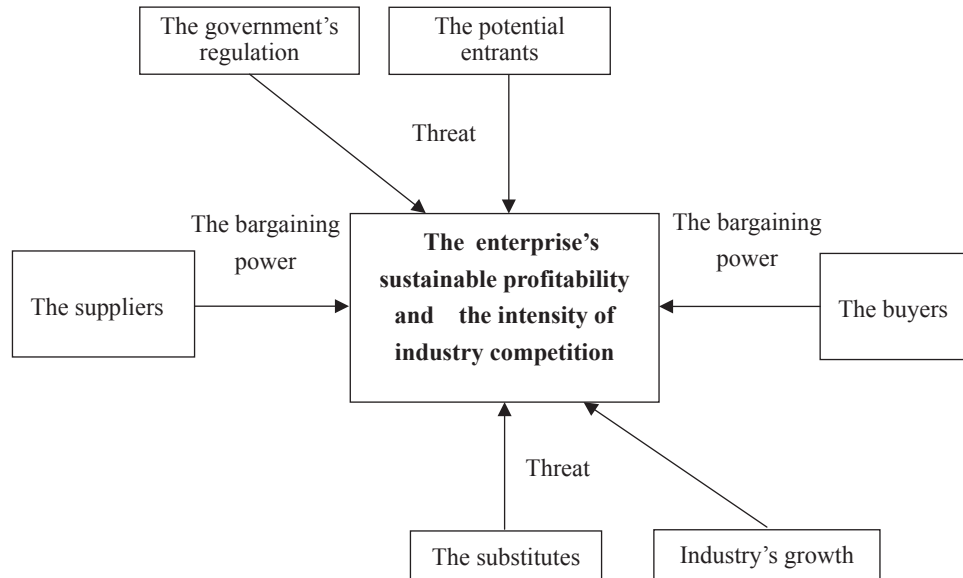 The government’s
regulation
The potential
entrants
Threat
The bargaining
power
The bargaining
power
The suppliers
The enterprise’s
sustainable profitability
and the intensity of
industry competition
The buyers
Threat
The substitutes
Industry’s growth